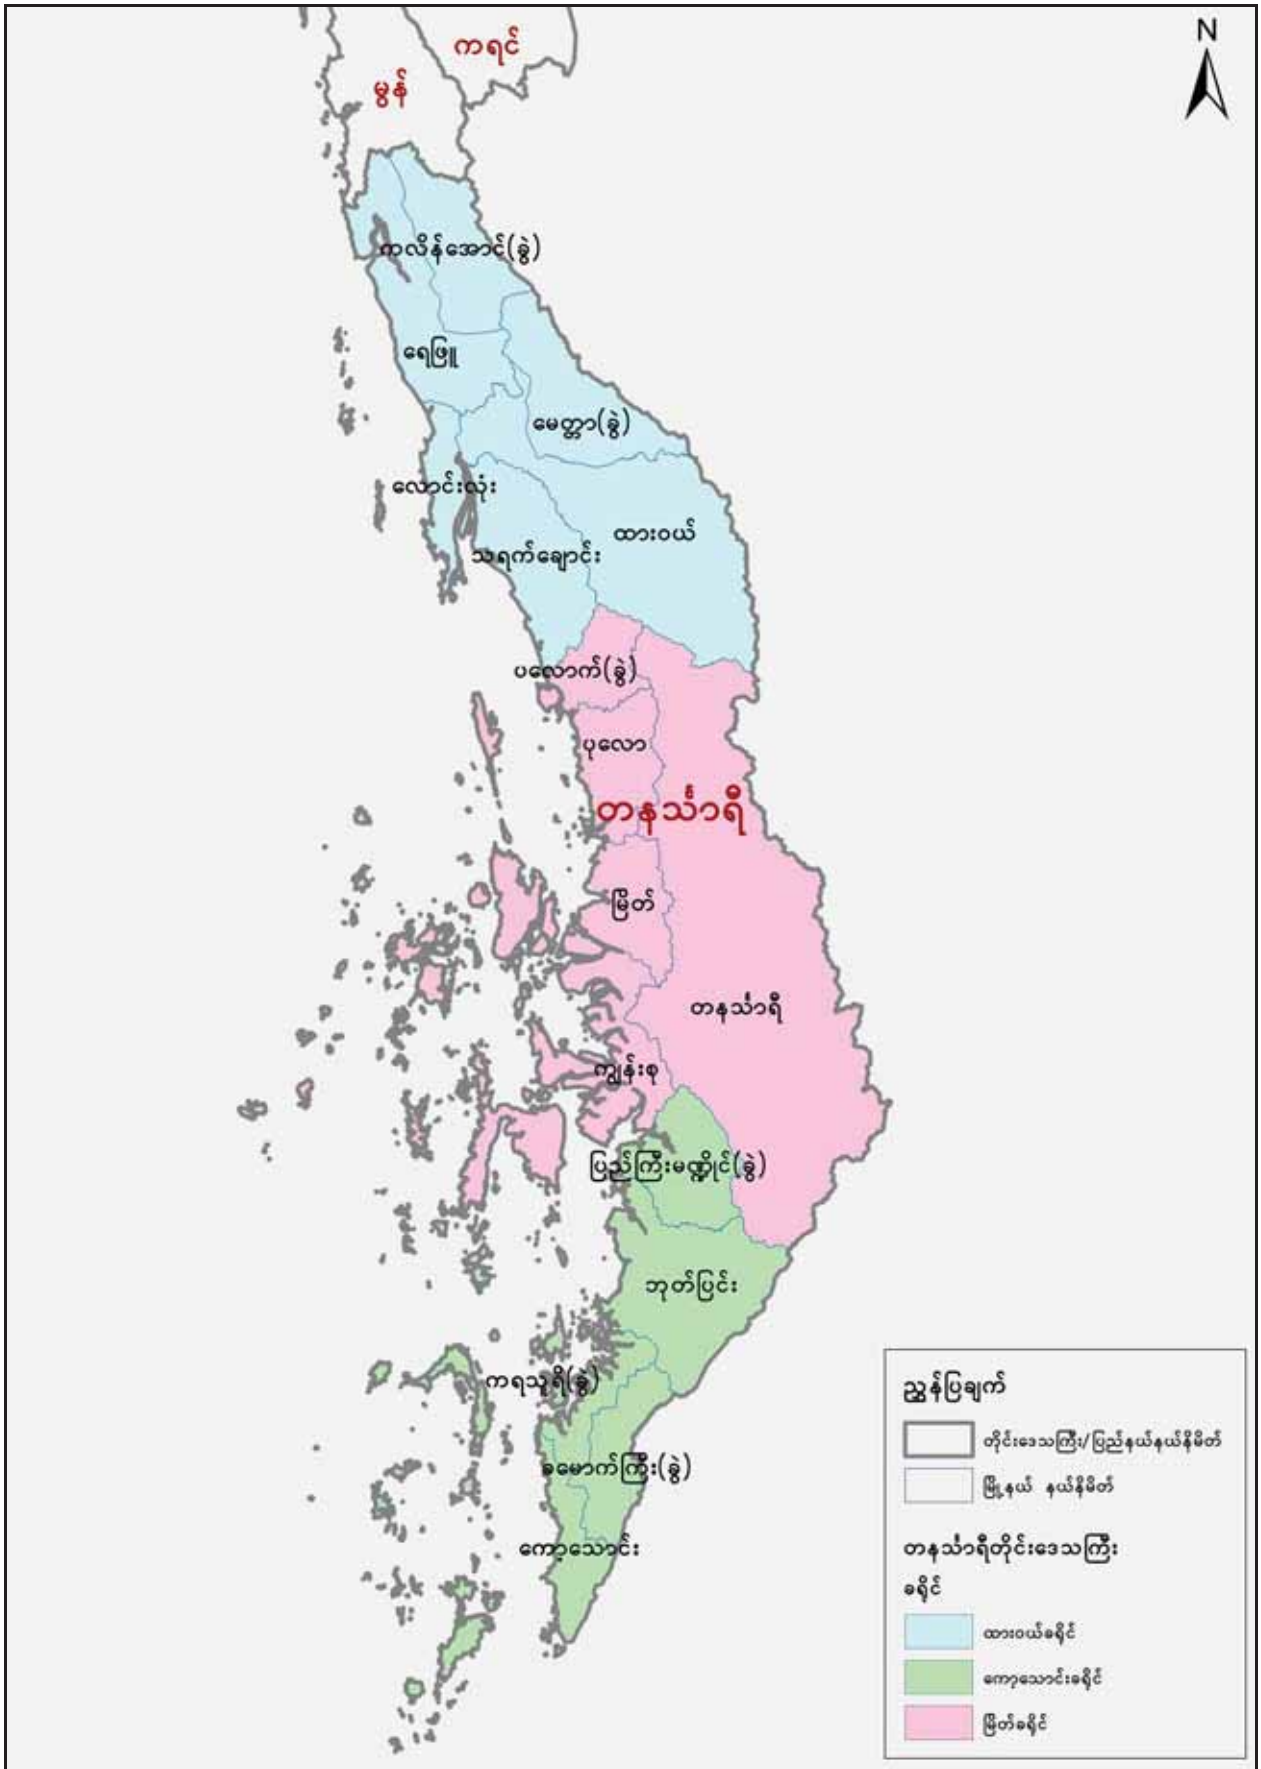 N
ကရင်
မွန်
ကလိန်အောင်(ခွဲ)
ရေဖြူ
မေတ္တာ(ခွဲ)
လောင်းလုံး
ထားဝယ်
သရက်ချောင်း
ပလောက်(ခွဲ)
ပုလော
တနင်္သာရီ
မြိတ်
တနင်္သာရီ
ကျွန်းစု
ပြည်ကြီးမဏ္ဍိုင်(ခွဲ)
ဘုတ်ပြင်း
ကရသူရိ(ခွဲ)
ခမောက်ကြီး(ခွဲ)
ကော့သောင်း
ညွှန်ပြချက်
တိုင်းဒေသကြီး/ပြည်နယ်နယ်နိမိတ်
မြို့နယ် နယ်နိမိတ်
တနင်္သာရီတိုင်းဒေသကြီး
ခရိုင်
ထားဝယ်ခရိုင်
ကော့သောင်းခရိုင်
မြိတ်ခရိုင်